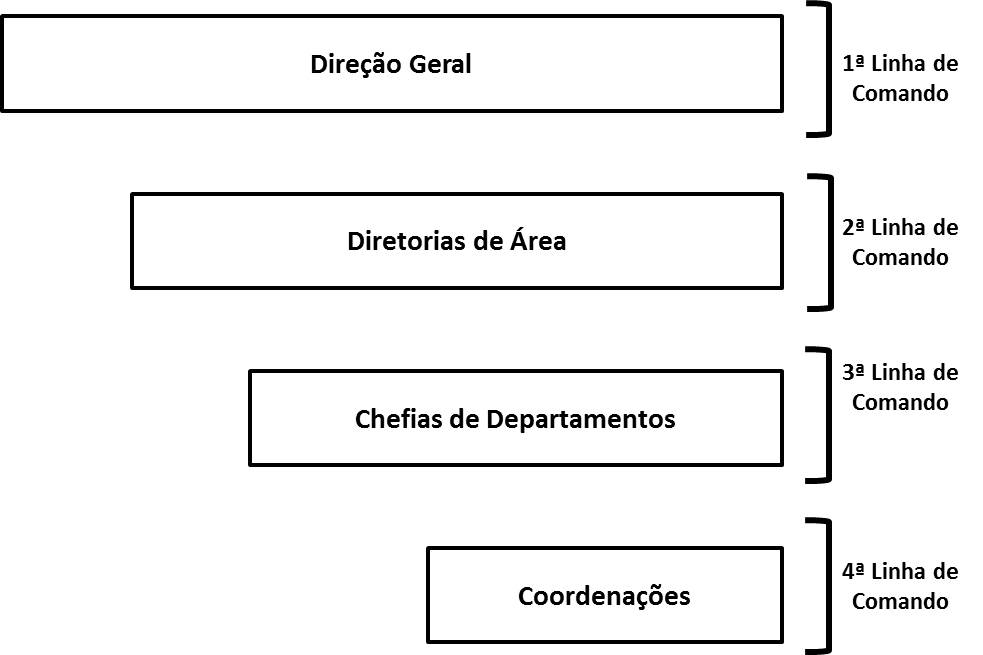 Direção Geral
1ª Linha de
Comando
Diretorias de Área
2ª Linha de
Comando
Chefias de Departamentos
3ª Linha de
Comando
Coordenações
4ª Linha de
Comando